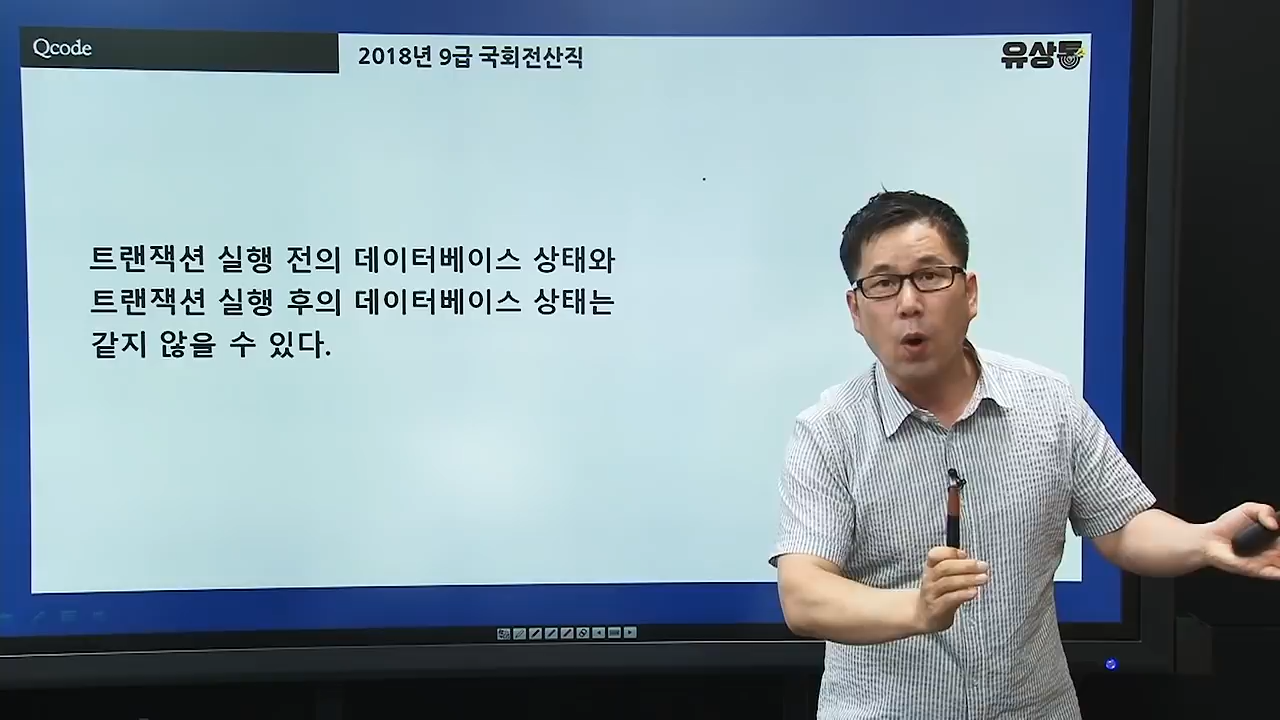 Qcode
2018년 9급 국회전산직
유상통
트랜잭션 실행 전의 데이터베이스 상태와
트랜잭션 실행 후의 데이터베이스 상태는
같지 않을 수 있다.